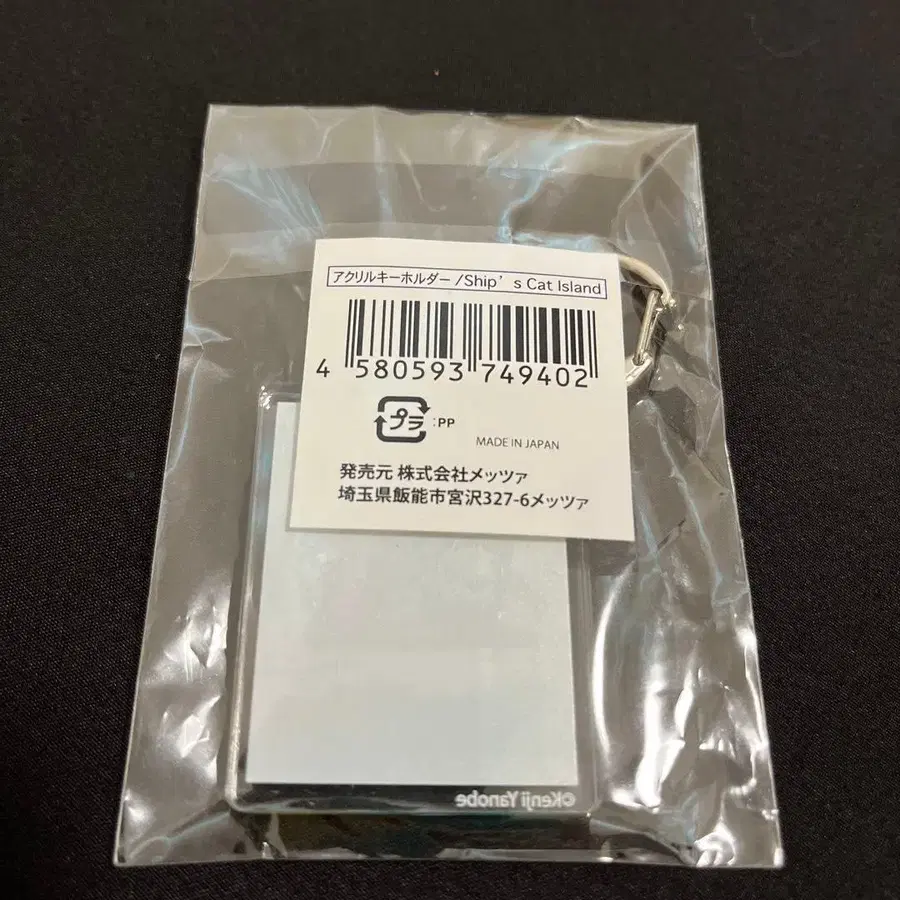 アクリルキーホルダー /Ship’s Cat Island
4 580593 749402
プラ :PP
MADE IN JAPAN
発売元 株式会社メッツァ
埼玉県飯能市宮沢327-6メッツァ
©Kenji Yanobe